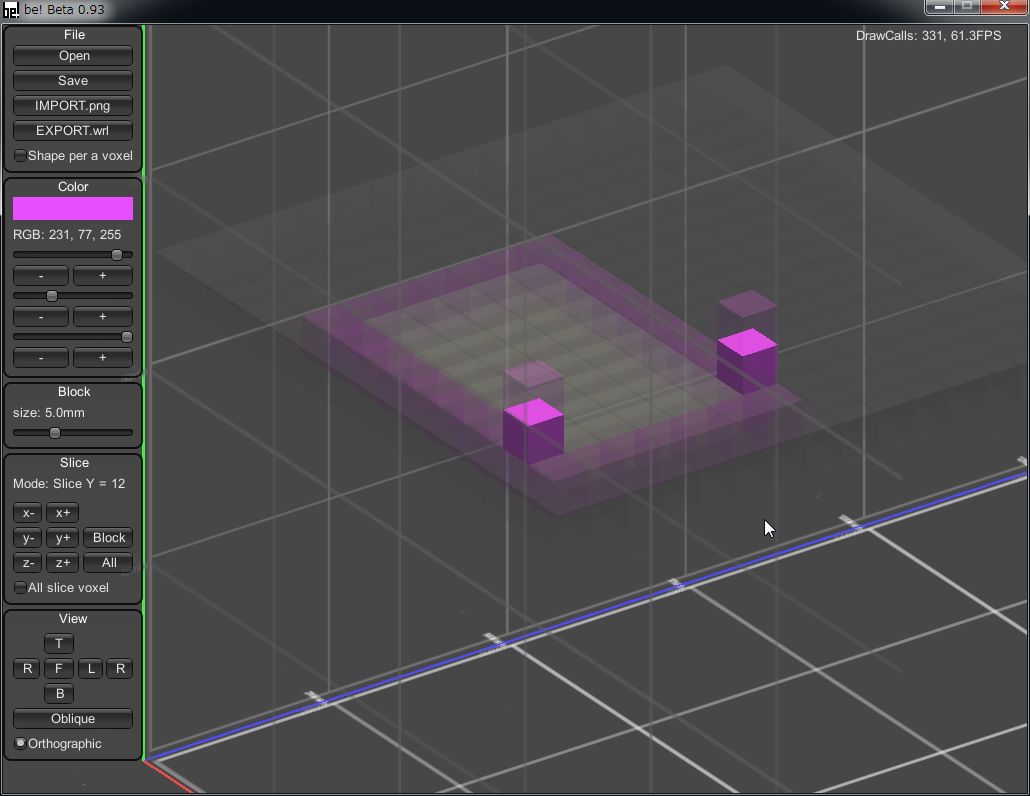 be! be! Beta 0.93
DrawCalls: 331, 61.3FPS
File
Open
Save
IMPORT.png
EXPORT.wrl
Shape per a voxel
Color
RGB: 231, 77, 255
- +
- +
- +
Block
size: 5.0mm
Slice
Mode: Slice Y = 12
x- x+
y- y+ Block
z- z+ All
All slice voxel
View
T
R F L R
B
Oblique
Orthographic